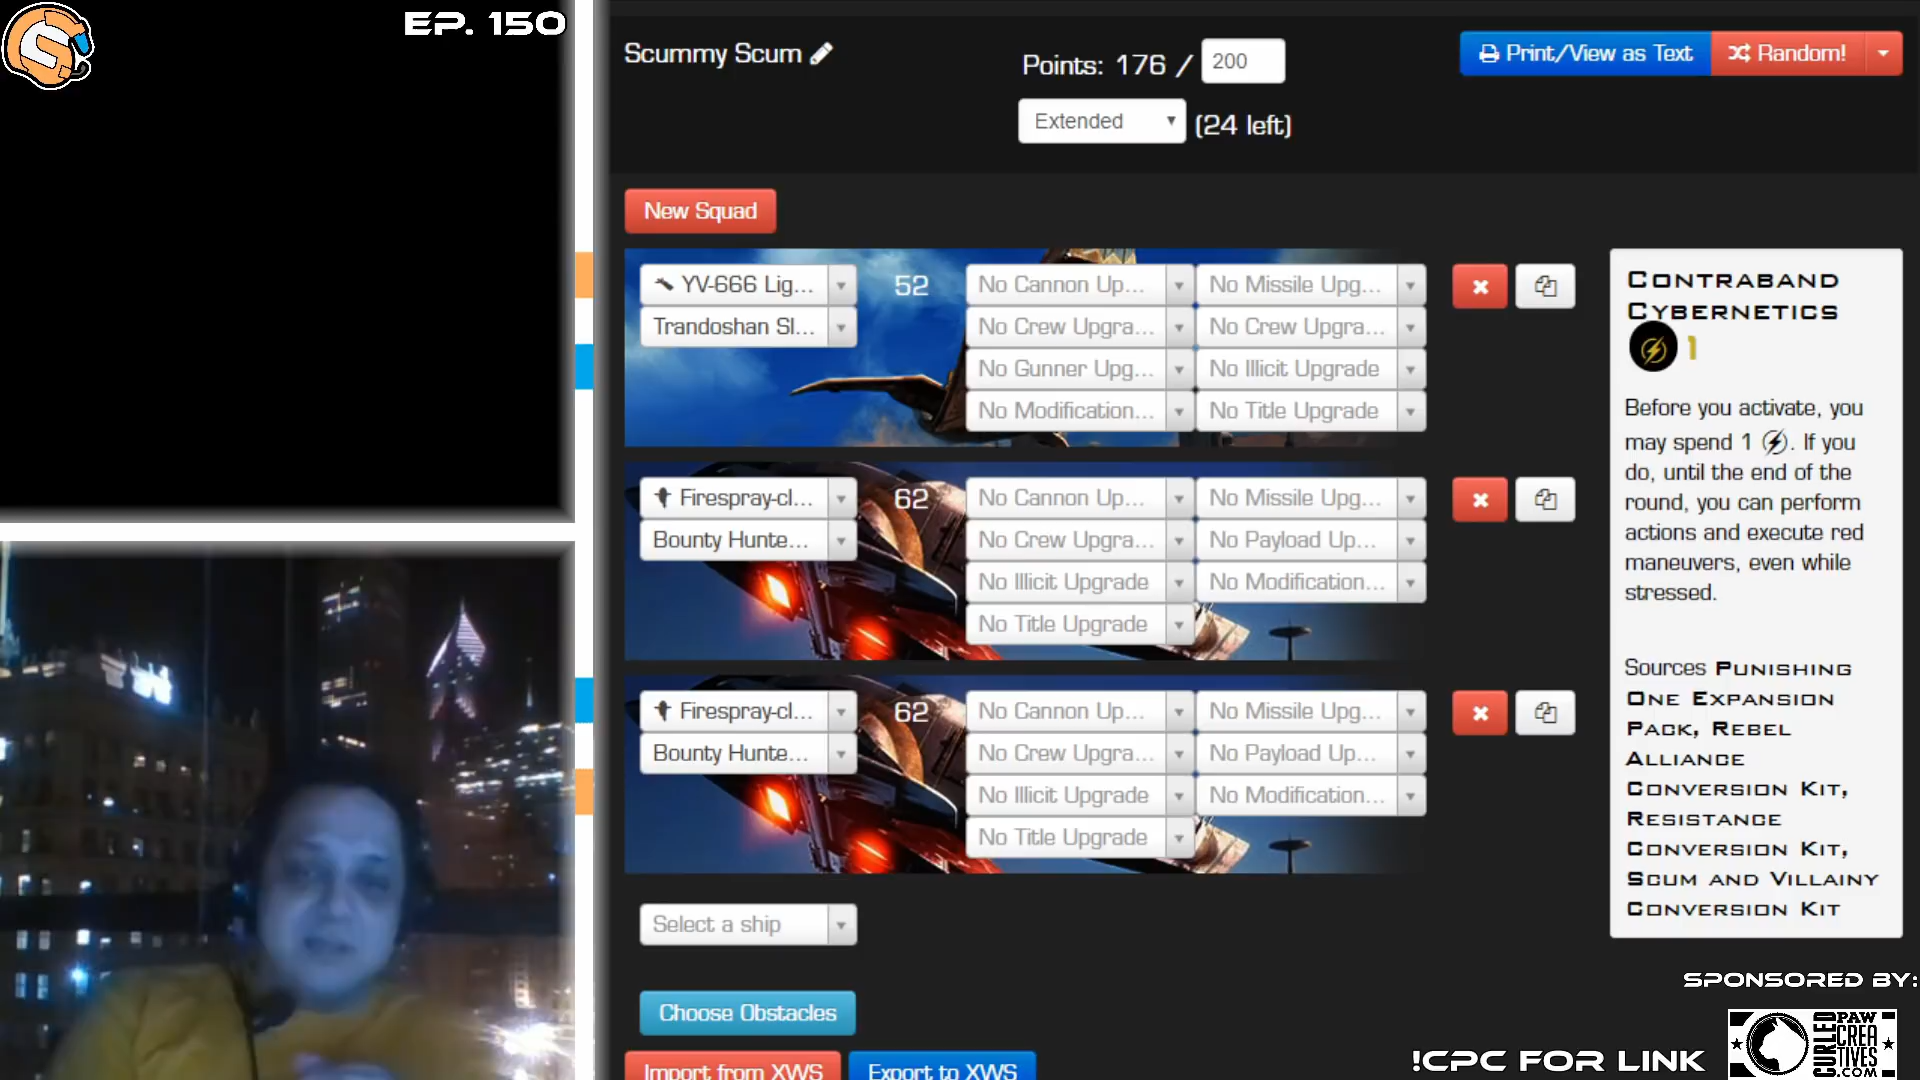 EP. 150
Scummy Scum
Points: 176 / 200
Extended (24 left)
Print/View as Text
Random!
New Squad
YV-666 Lig... 52 No Cannon Up... No Missile Upg...
Trandoshan Sl... No Crew Upgra... No Crew Upgra...
No Gunner Upg... No Illicit Upgrade
No Modification... No Title Upgrade
Firespray-cl... 62 No Cannon Up... No Missile Upg...
Bounty Hunte... No Crew Upgra... No Payload Up...
No Illicit Upgrade No Modification...
No Title Upgrade
Firespray-cl... 62 No Cannon Up... No Missile Upg...
Bounty Hunte... No Crew Upgra... No Payload Up...
No Illicit Upgrade No Modification...
No Title Upgrade
Select a ship
Choose Obstacles
Import from XWS Export to XWS
Contraband
Cybernetics
1
Before you activate, you
may spend 1 . If you
do, until the end of the
round, you can perform
actions and execute red
maneuvers, even while
stressed.
Sources Punishing
One Expansion
Pack, Rebel
Alliance
Conversion Kit,
Resistance
Conversion Kit,
Scum and Villainy
Conversion Kit
SPONSORED BY:
!CPC FOR LINK
CURLED
PAW
CREA
TIVES
.COM